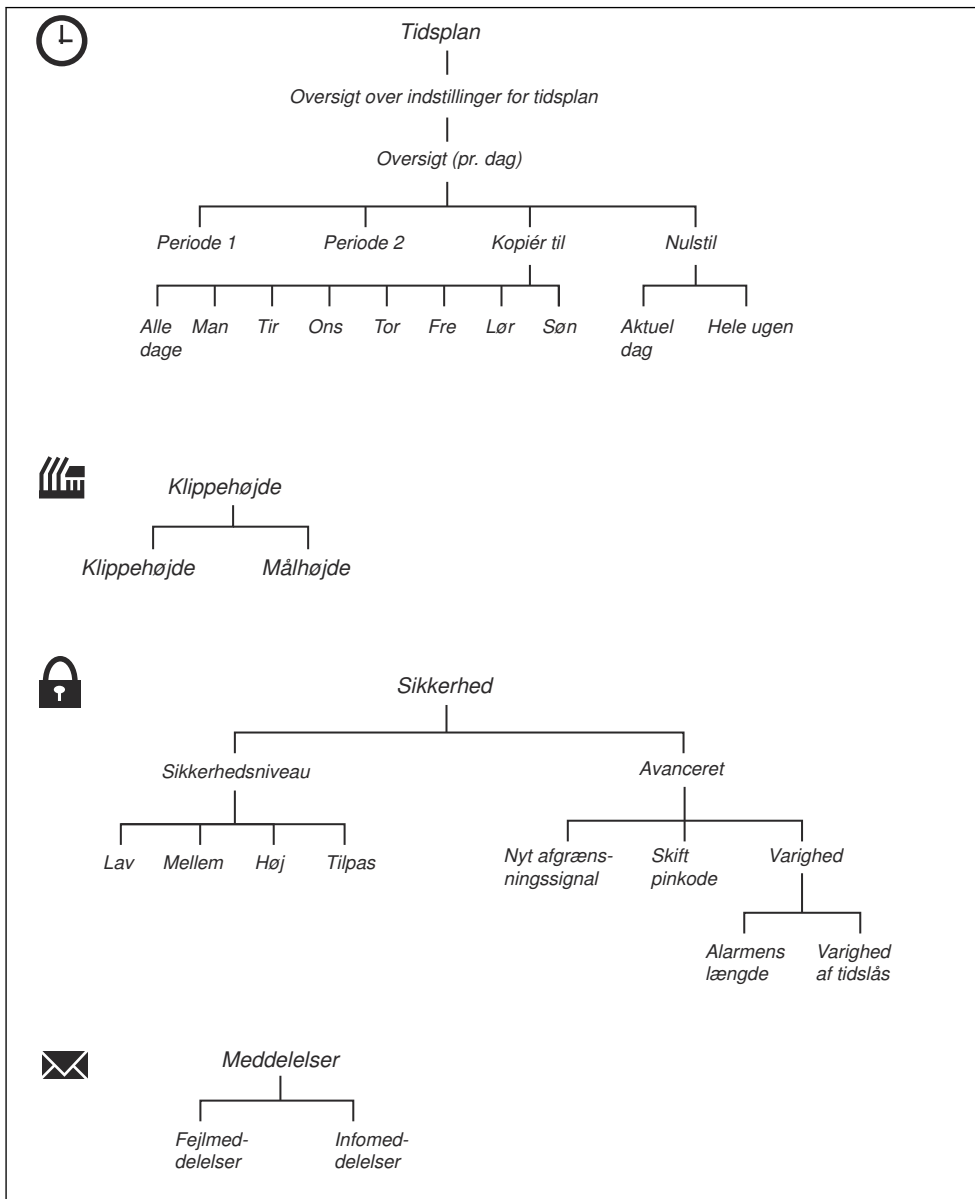 Tidsplan
Oversigt over indstillinger for tidsplan
Oversigt (pr. dag)
Periode 1
Periode 2
Kopiér til
Nulstil
Alle
dage
Man
Tir
Ons
Tor
Fre
Lør
Søn
Aktuel
dag
Hele ugen
Klippehøjde
Klippehøjde
Målhøjde
Sikkerhed
Sikkerhedsniveau
Avanceret
Lav
Mellem
Høj
Tilpas
Nyt afgræns-
ningssignal
Skift
pinkode
Varighed
Alarmens
længde
Varighed
af tidslås
Meddelelser
Fejlmed-
delelser
Infomed-
delelser